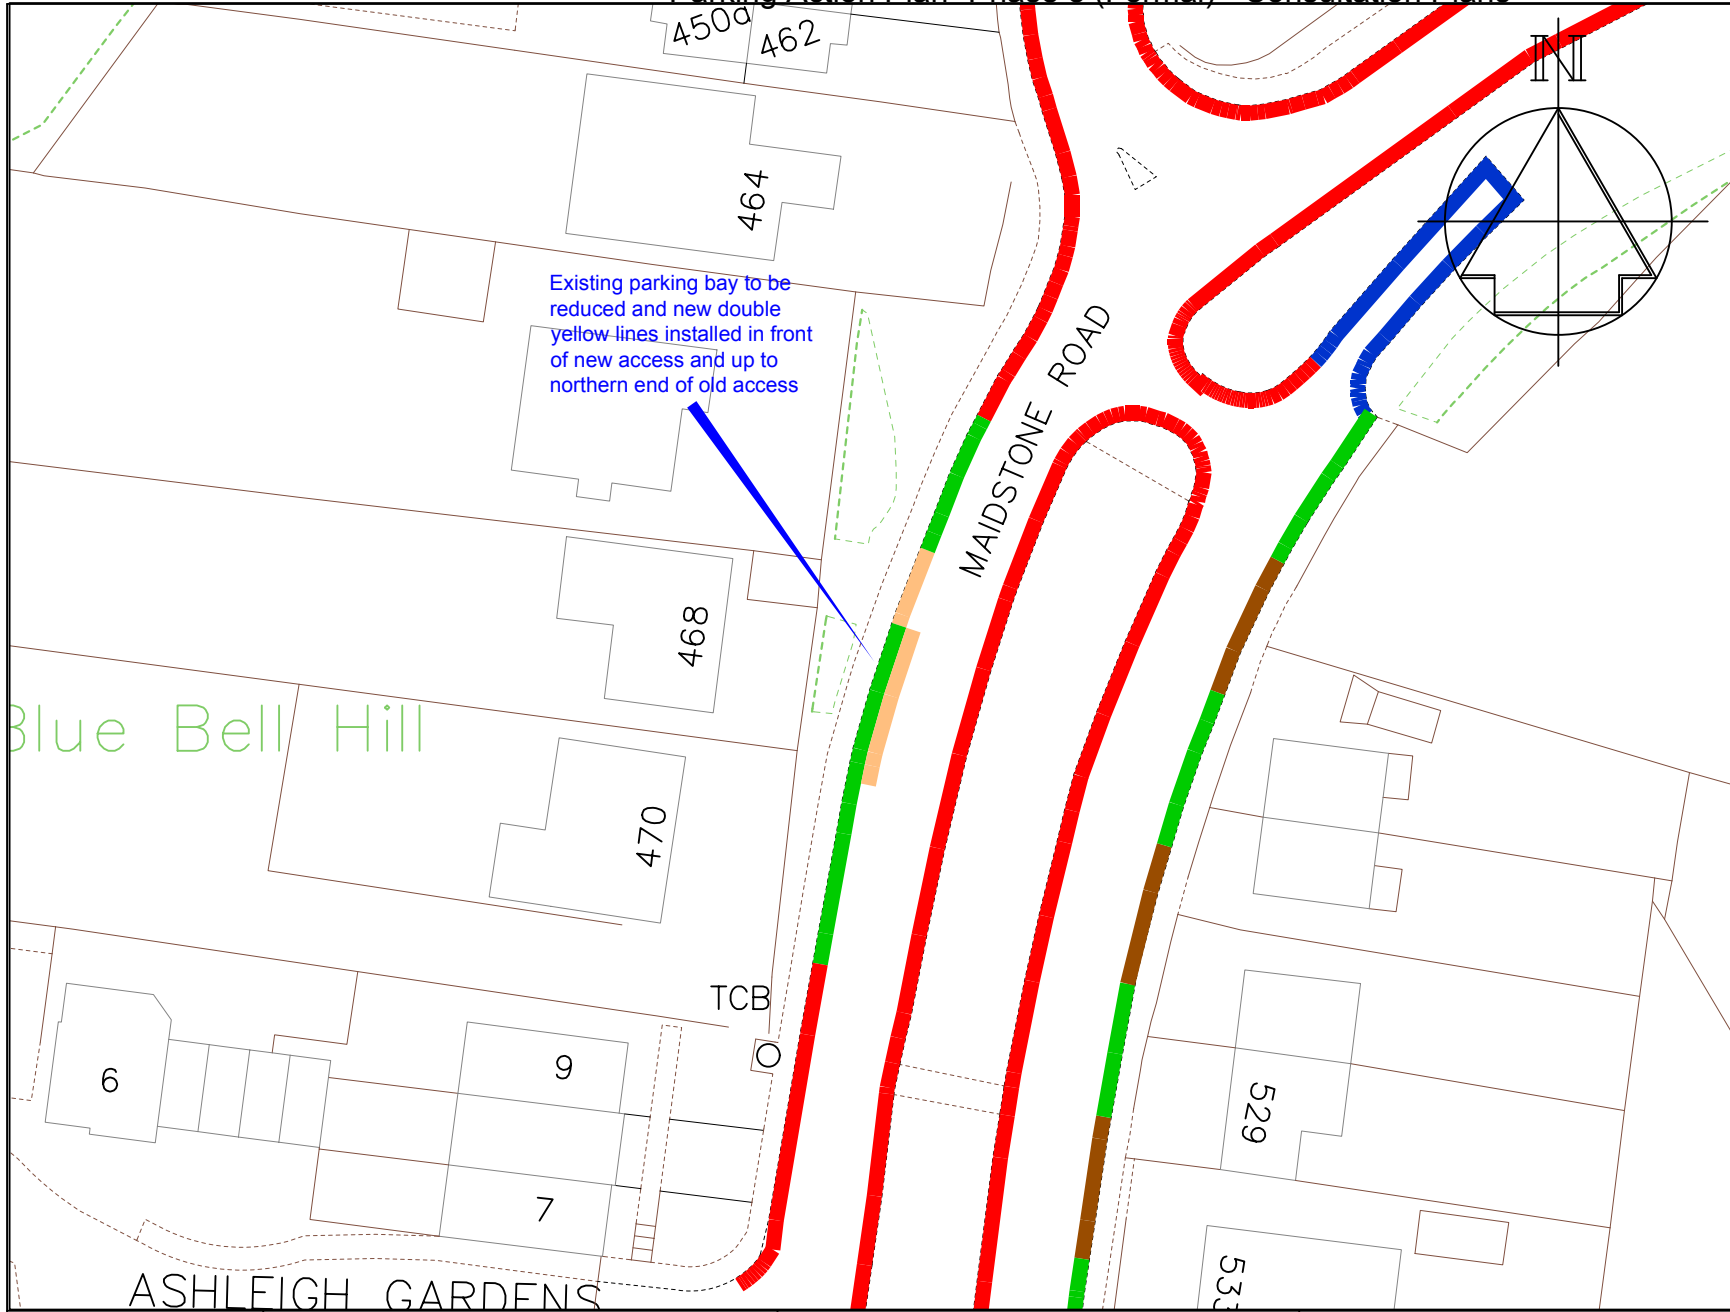 450a
462
N
464
Existing parking bay to be
reduced and new double
yellow lines installed in front
of new access and up to
northern end of old access
MAIDSTONE ROAD
468
Blue Bell Hill
470
TCB
6
9
529
7
ASHLEIGH GARDENS